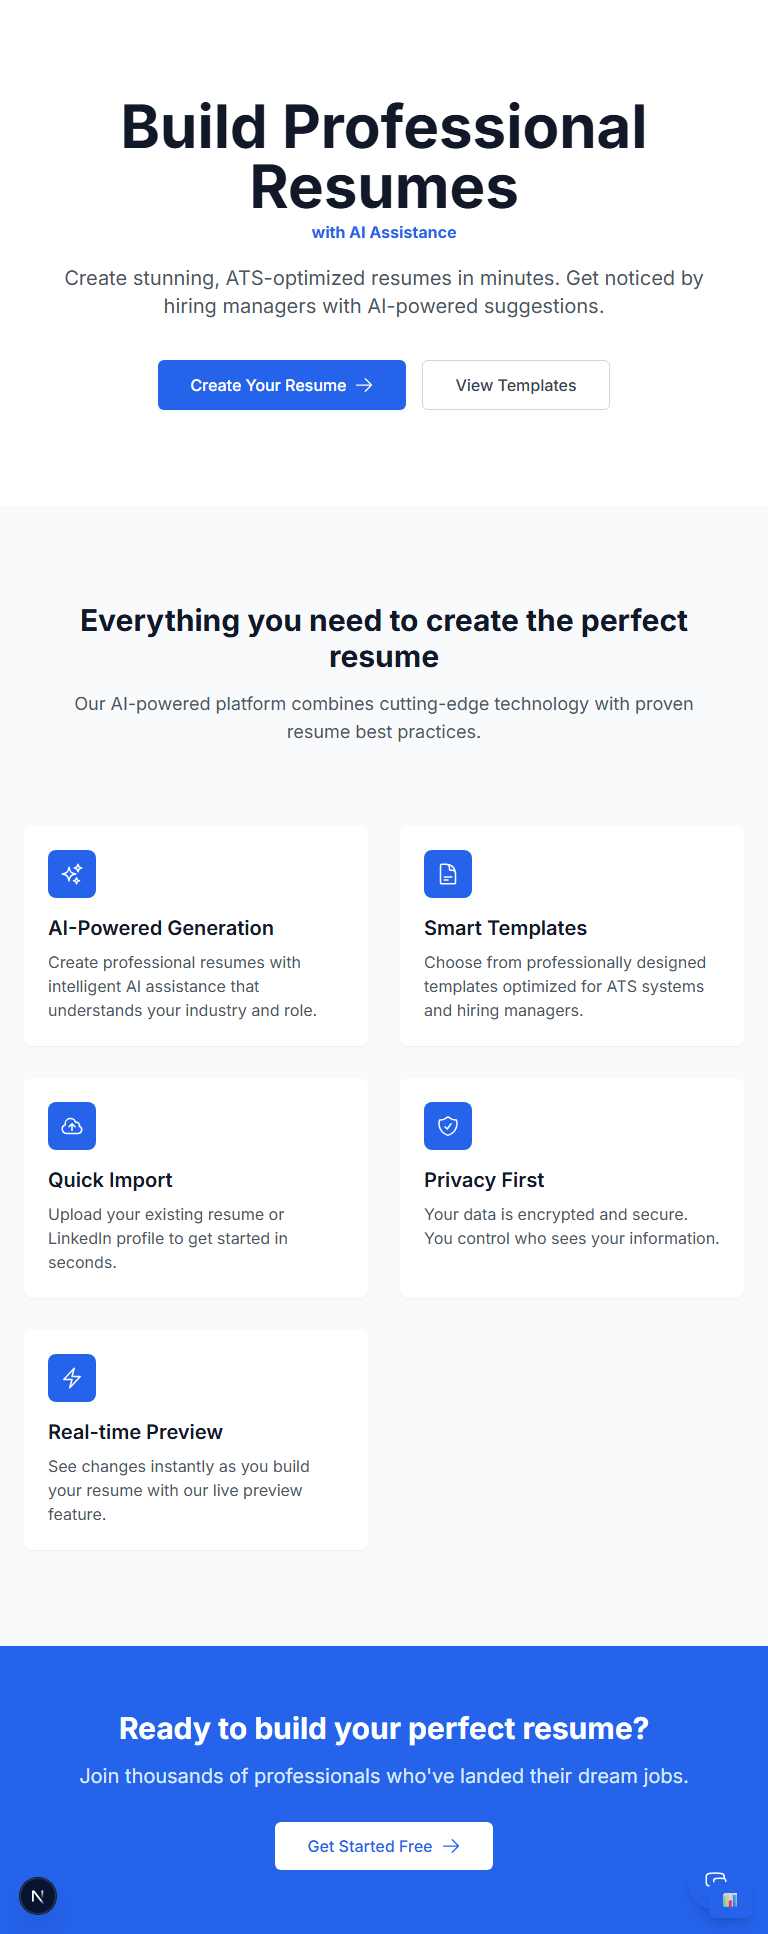 Build Professional
Resumes
with AI Assistance
Create stunning, ATS-optimized resumes in minutes. Get noticed by
hiring managers with AI-powered suggestions.
Create Your Resume →
View Templates
Everything you need to create the perfect
resume
Our AI-powered platform combines cutting-edge technology with proven
resume best practices.
AI-Powered Generation
Create professional resumes with
intelligent AI assistance that
understands your industry and role.
Smart Templates
Choose from professionally designed
templates optimized for ATS systems
and hiring managers.
Quick Import
Upload your existing resume or
LinkedIn profile to get started in
seconds.
Privacy First
Your data is encrypted and secure.
You control who sees your information.
Real-time Preview
See changes instantly as you build
your resume with our live preview
feature.
Ready to build your perfect resume?
Join thousands of professionals who've landed their dream jobs.
Get Started Free →
N